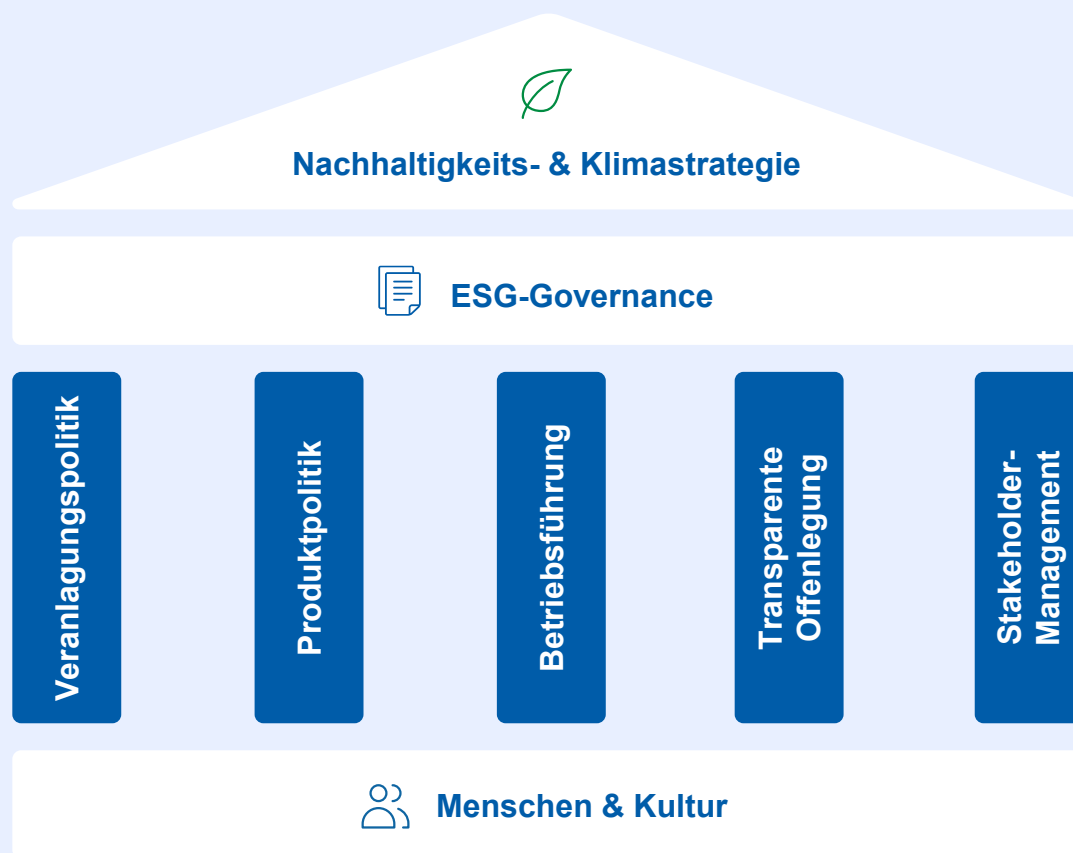 Nachhaltigkeits- & Klimastrategie
ESG-Governance
Veranlagungspolitik
Produktpolitik
Betriebsführung
Transparente
Offenlegung
Stakeholder-
Management
Menschen & Kultur